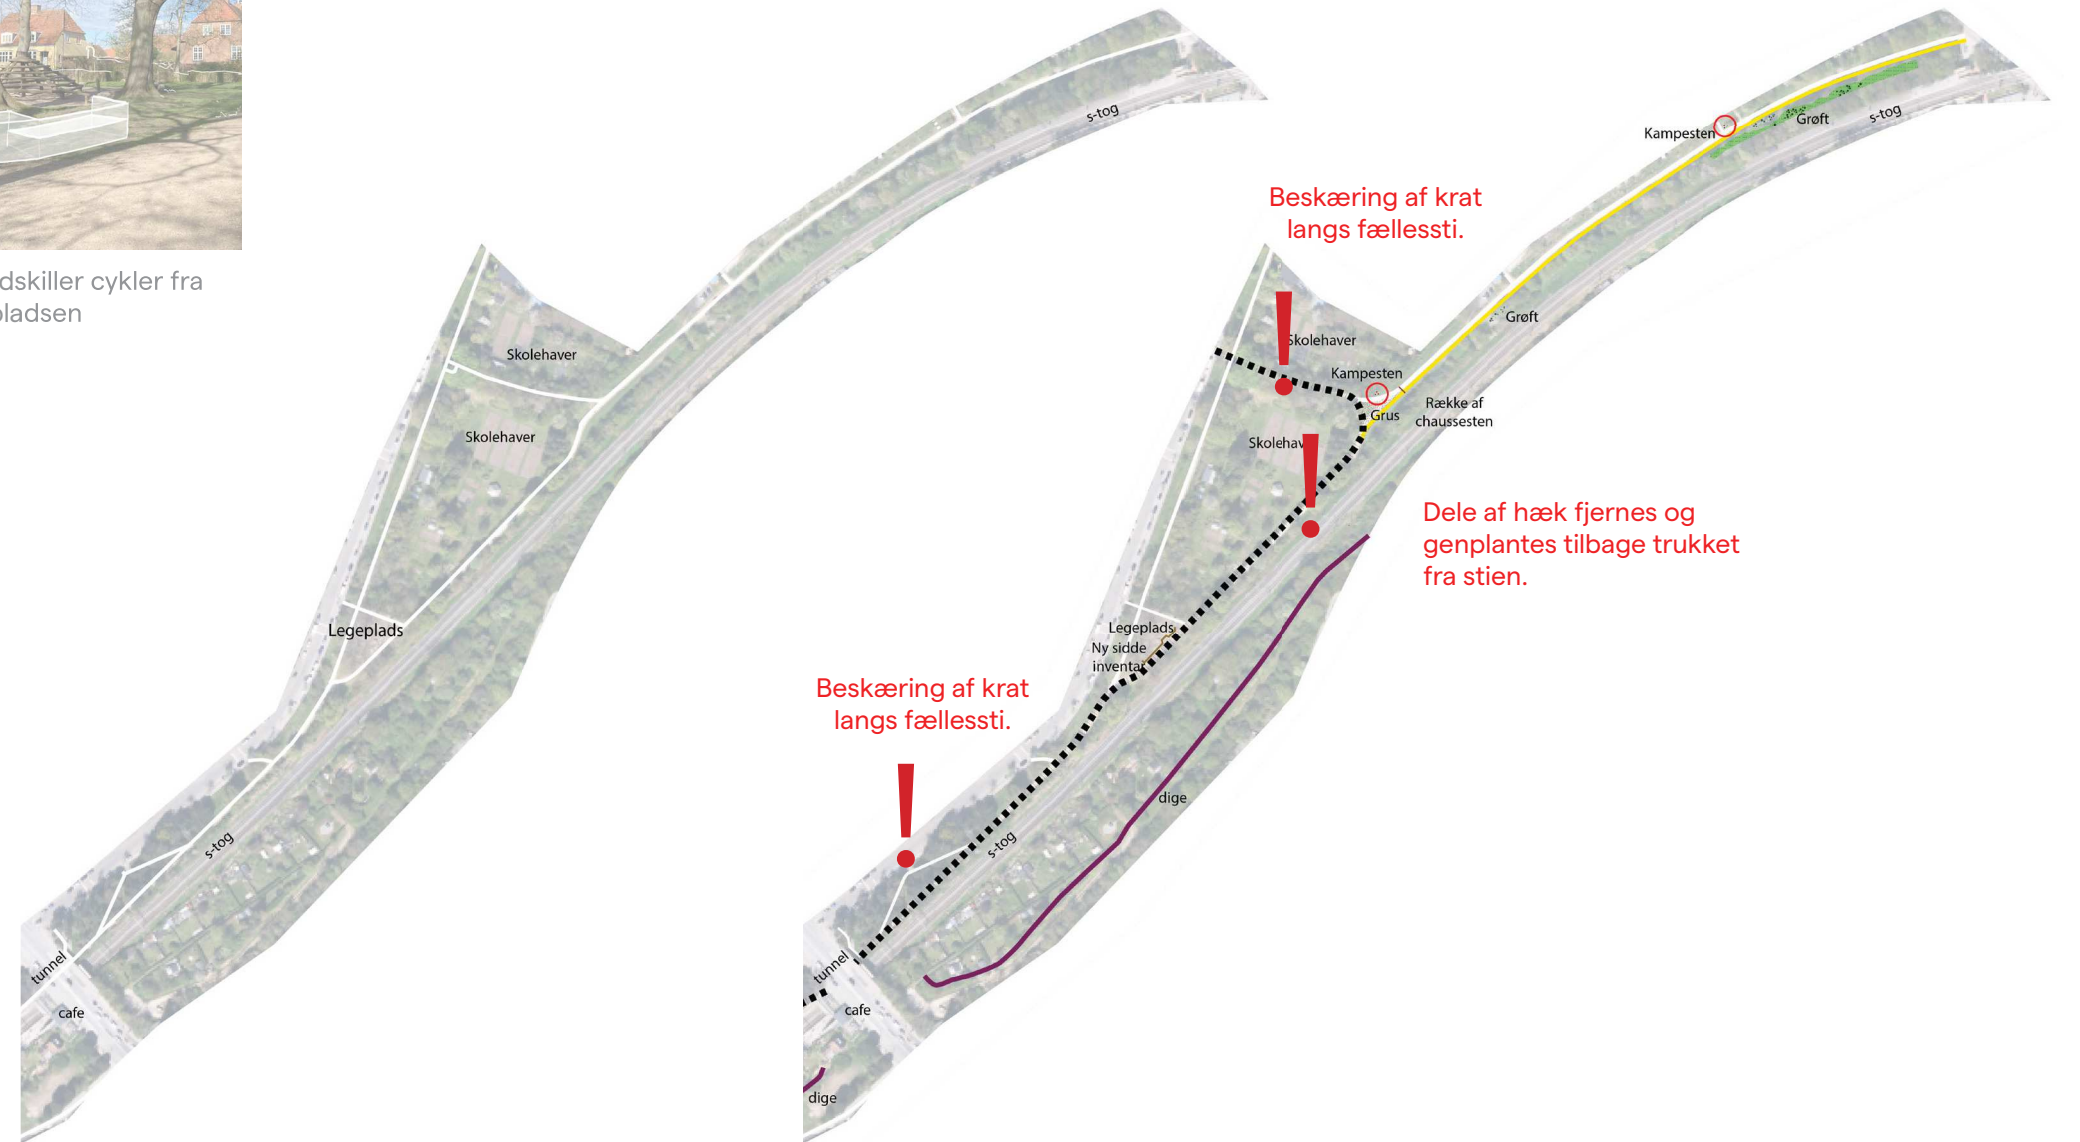 dskiller cykler fra
s-tog
Skolehaver
Skolehaver
Legeplads
s-tog
tunnel
cafe
Kampesten
Grøft
s-tog
Beskæring af krat
langs fællessti.
Grøft
Skolehaver
Kampesten
Grus
Række af
chaussesten
Dele af hæk fjernes og
genplantes tilbage trukket
fra stien.
Legeplads
Ny sidde
Beskæring af krat
langs fællessti.
dige
s-tog
tunnel
cafe
dige